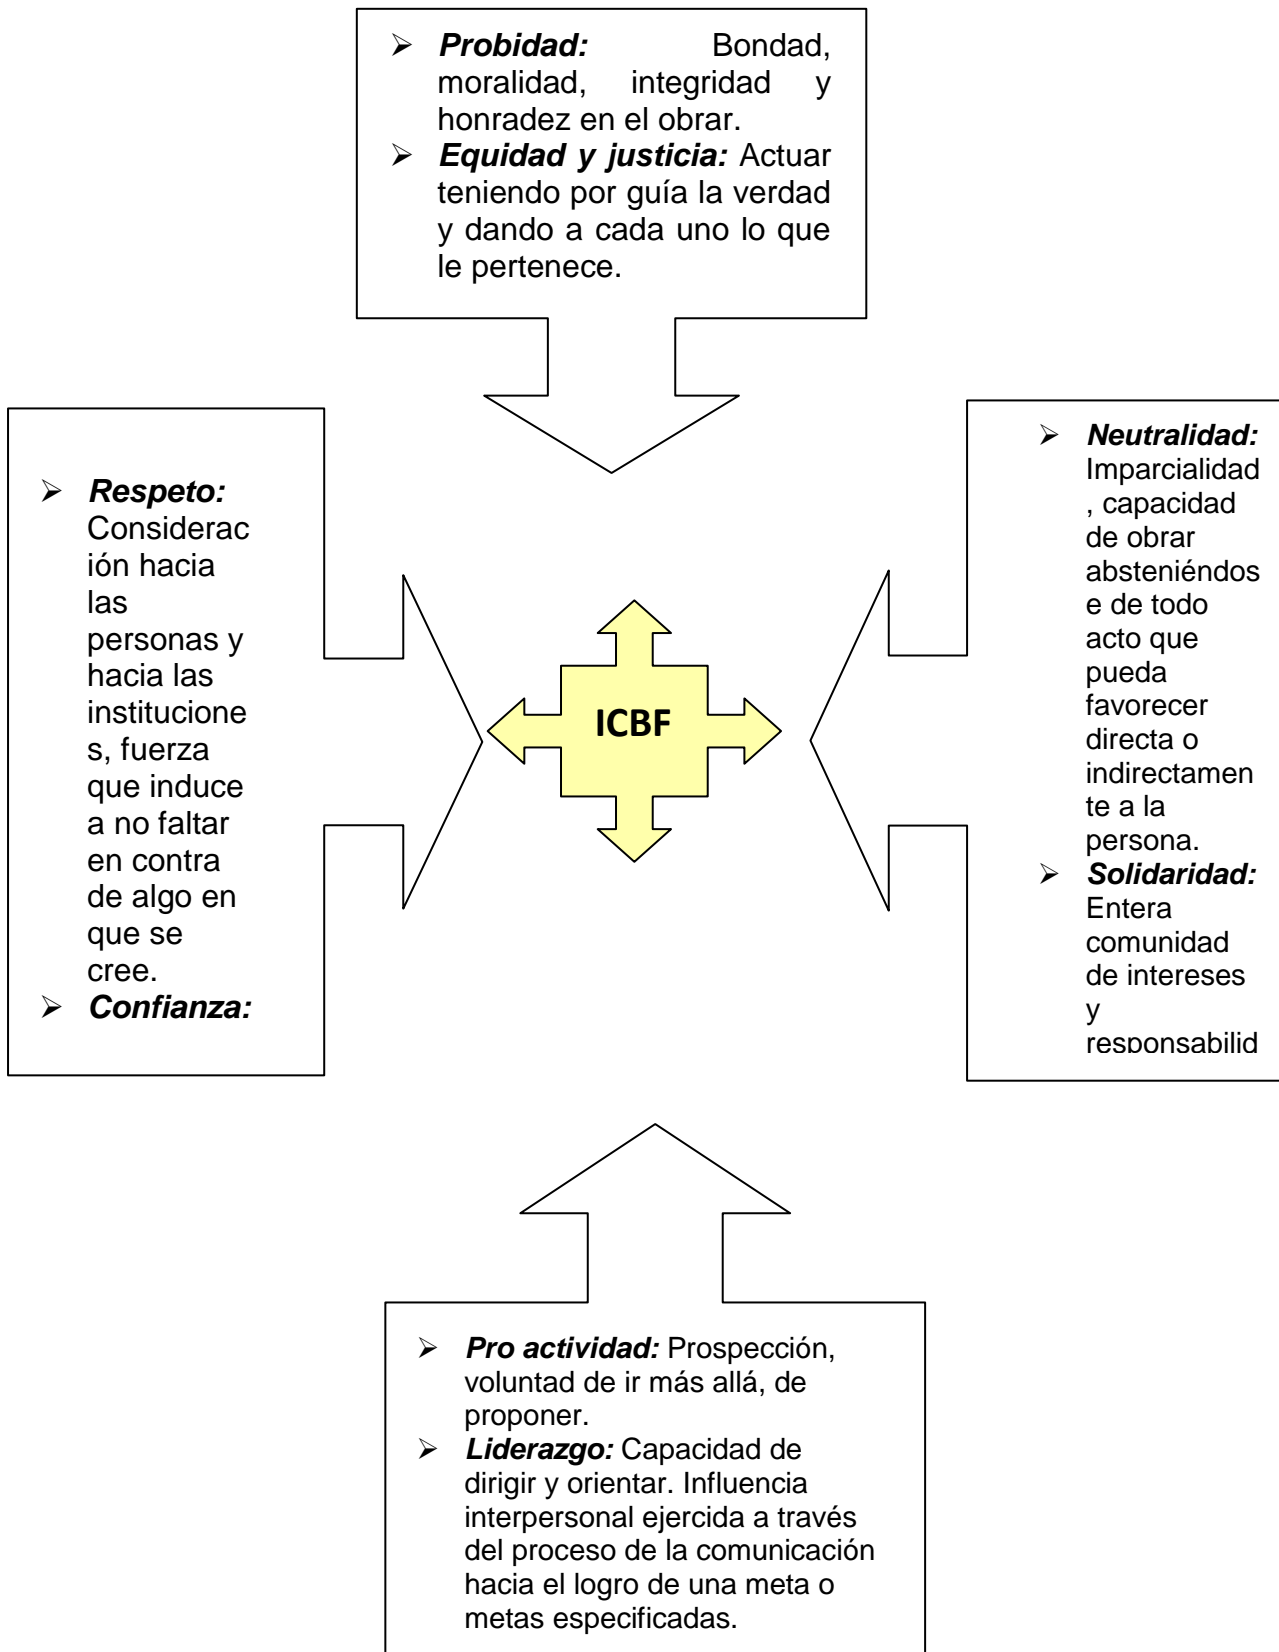 ➢ Probidad: Bondad,
moralidad, integridad y
honradez en el obrar.
➢ Equidad y justicia: Actuar
teniendo por guía la verdad
y dando a cada uno lo que
le pertenece.
➢ Respeto:
Considerac
ión hacia
las
personas y
hacia las
institucione
s, fuerza
que induce
a no faltar
en contra
de algo en
que se
cree.
➢ Confianza:
ICBF
➢ Neutralidad:
Imparcialidad
, capacidad
de obrar
absteniéndos
e de todo
acto que
pueda
favorecer
directa o
indirectamen
te a la
persona.
➢ Solidaridad:
Entera
comunidad
de intereses
y
responsabilid
➢ Pro actividad: Prospección,
voluntad de ir más allá, de
proponer.
➢ Liderazgo: Capacidad de
dirigir y orientar. Influencia
interpersonal ejercida a través
del proceso de la comunicación
hacia el logro de una meta o
metas especificadas.